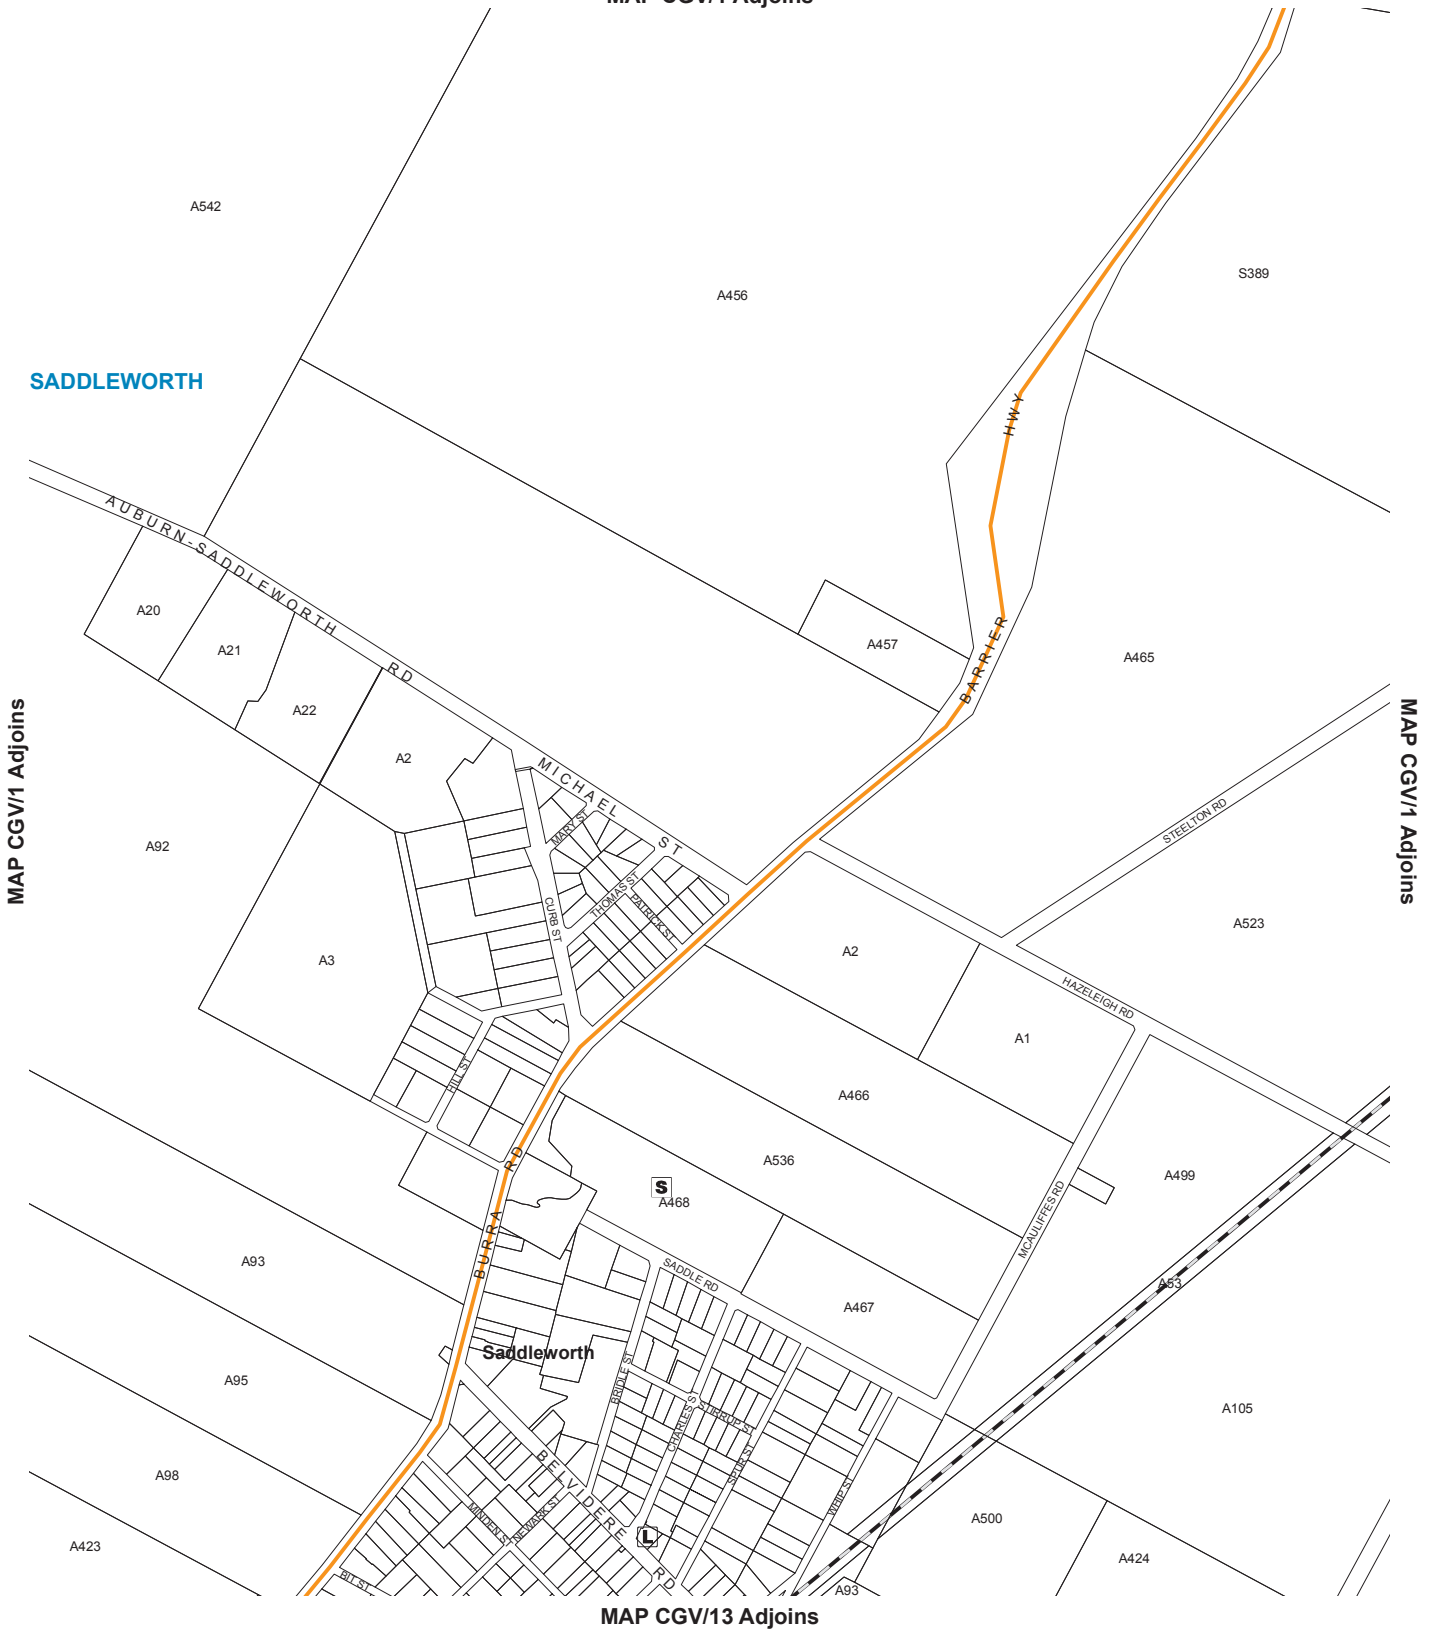 MAP CGV/1 Adjoins
A542
A456
S389
SADDLEWORTH
HWY
AUBURN-SADDLEWORTH RD
A20
A21
A22
A2
A457
BARRIER
A465
MAP CGV/1 Adjoins
MAP CGV/1 Adjoins
MICHAEL ST
MARY ST
STEELTON RD
A92
THOMAS ST
PATRICK ST
CURB ST
A3
A2
A523
HAZELEIGH RD
A1
HILL ST
A466
A536
S
A468
RD
A499
MCAULIFFES RD
BURRA
A93
SADDLE RD
A467
A53
Saddleworth
A95
BRIDLE ST
CHARLES ST
STIRRUP ST
A105
A98
BELVIDERE RD
SPUR ST
WHIP ST
MINDEN ST
NEWARK ST
L
A500
A423
A424
BIT ST
A93
MAP CGV/13 Adjoins